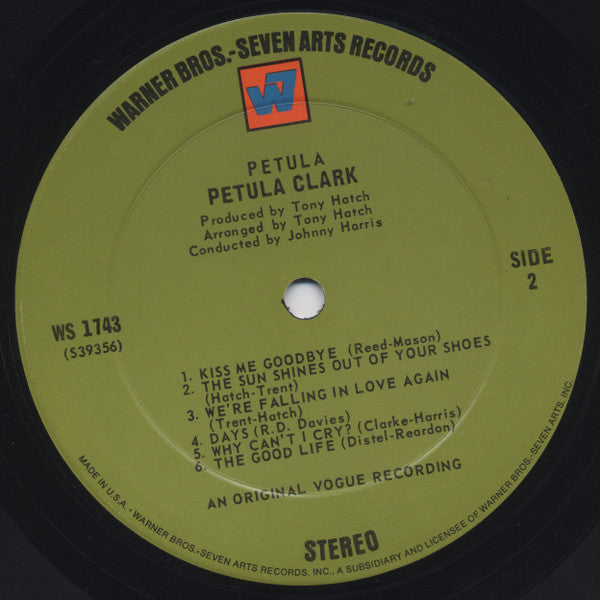 WARNER BROS.-SEVEN ARTS RECORDS
W7
PETULA
PETULA CLARK
Produced by Tony Hatch
Arranged by Tony Hatch
Conducted by Johnny Harris
SIDE
2
WS 1743
(S39356)
1. KISS ME GOODBYE (Reed-Mason)
2. THE SUN SHINES OUT OF YOUR SHOES
(Hatch-Trent)
3. WE'RE FALLING IN LOVE AGAIN
(Trent-Hatch)
4. DAYS (R.D. Davies)
5. WHY CAN'T I CRY? (Clarke-Harris)
6. THE GOOD LIFE (Distel-Reardon)
AN ORIGINAL VOGUE RECORDING
STEREO
MADE IN U.S.A. • WARNER BROS.-SEVEN ARTS RECORDS, INC., A SUBSIDIARY AND LICENSEE OF WARNER BROS.-SEVEN ARTS, INC.